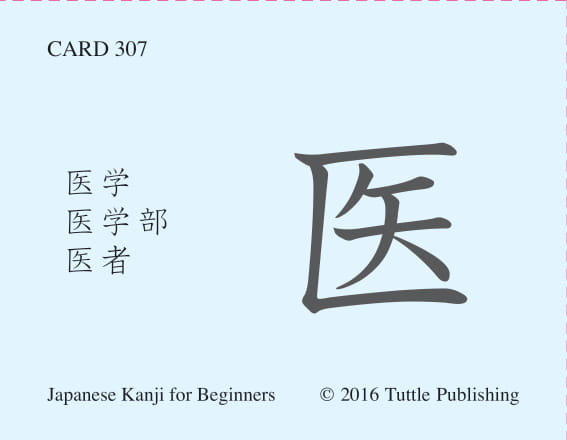 CARD 307
医学
医学部
医者
医
Japanese Kanji for Beginners
© 2016 Tuttle Publishing